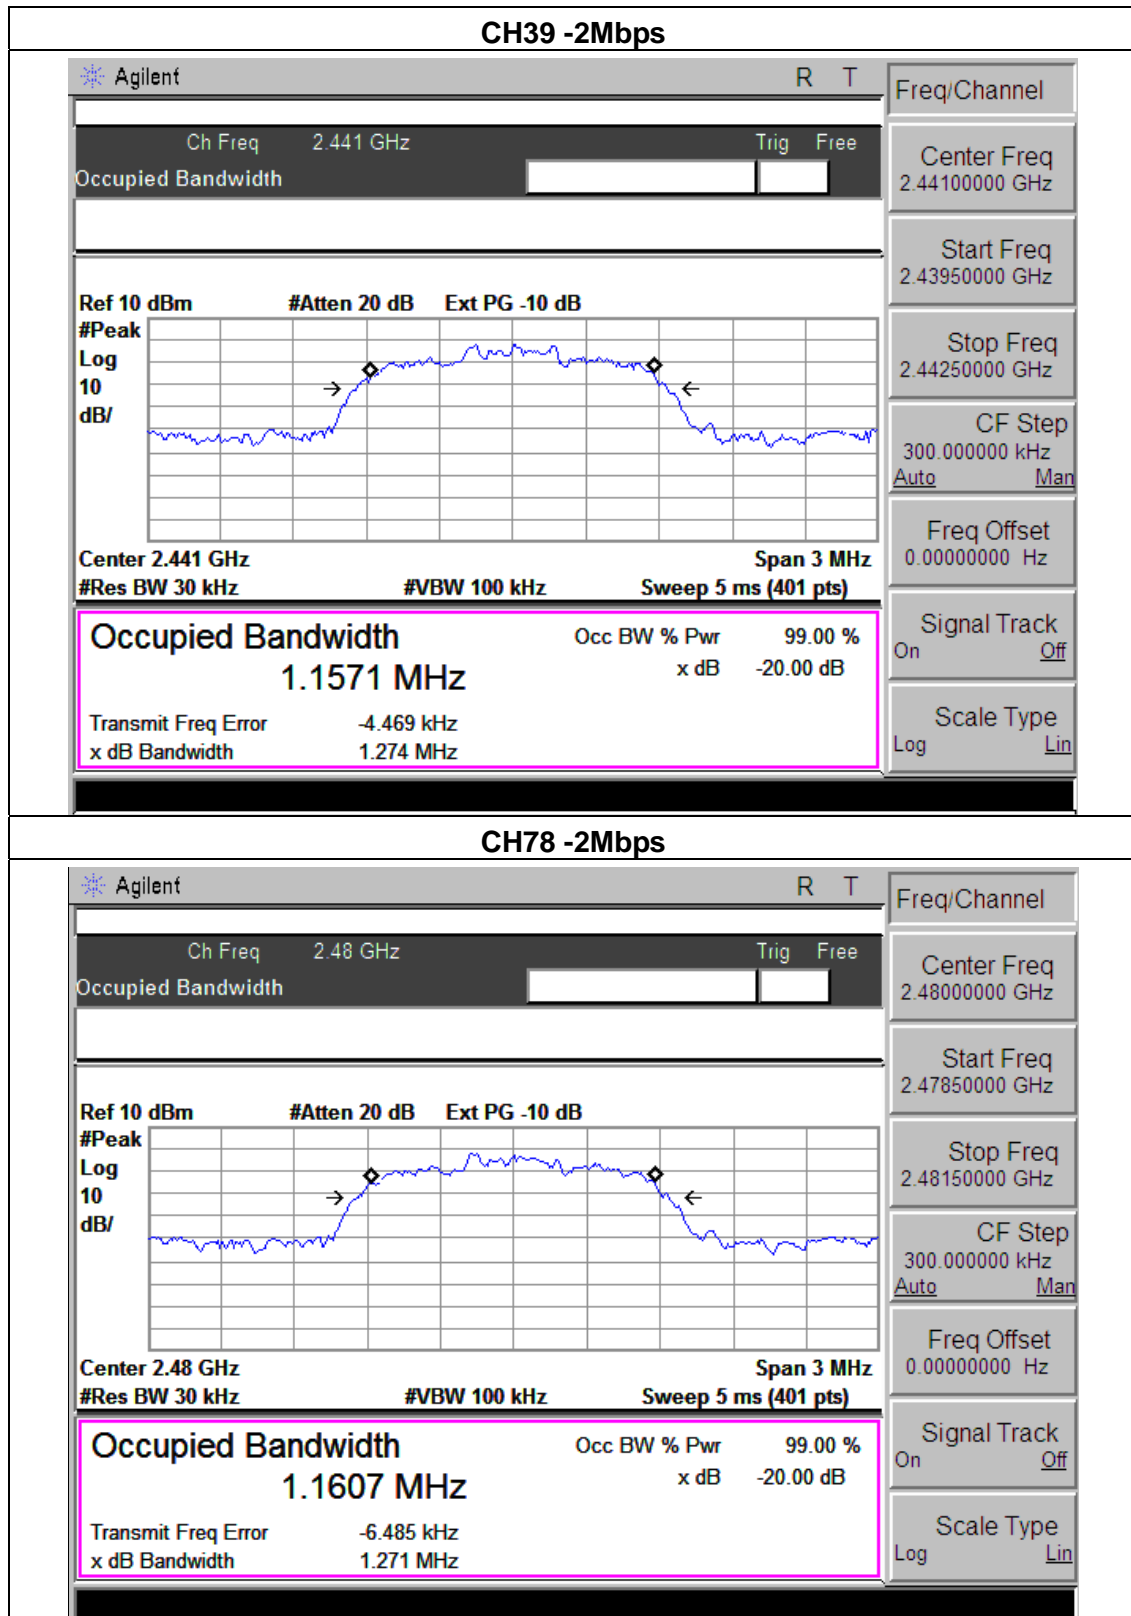 CH39 -2Mbps
Agilent R T
Freq/Channel
Ch Freq 2.441 GHz Trig Free
Occupied Bandwidth
Center Freq
2.44100000 GHz
Start Freq
2.43950000 GHz
Stop Freq
2.44250000 GHz
CF Step
300.000000 kHz
Auto Man
Freq Offset
0.00000000 Hz
Signal Track
On Off
Scale Type
Log Lin
Ref 10 dBm #Atten 20 dB Ext PG -10 dB
#Peak
Log
10
dB/
Center 2.441 GHz Span 3 MHz
#Res BW 30 kHz #VBW 100 kHz Sweep 5 ms (401 pts)
Occupied Bandwidth Occ BW % Pwr 99.00 %
1.1571 MHz x dB -20.00 dB
Transmit Freq Error -4.469 kHz
x dB Bandwidth 1.274 MHz
CH78 -2Mbps
Agilent R T
Freq/Channel
Ch Freq 2.48 GHz Trig Free
Occupied Bandwidth
Center Freq
2.48000000 GHz
Start Freq
2.47850000 GHz
Stop Freq
2.48150000 GHz
CF Step
300.000000 kHz
Auto Man
Freq Offset
0.00000000 Hz
Signal Track
On Off
Scale Type
Log Lin
Ref 10 dBm #Atten 20 dB Ext PG -10 dB
#Peak
Log
10
dB/
Center 2.48 GHz Span 3 MHz
#Res BW 30 kHz #VBW 100 kHz Sweep 5 ms (401 pts)
Occupied Bandwidth Occ BW % Pwr 99.00 %
1.1607 MHz x dB -20.00 dB
Transmit Freq Error -6.485 kHz
x dB Bandwidth 1.271 MHz